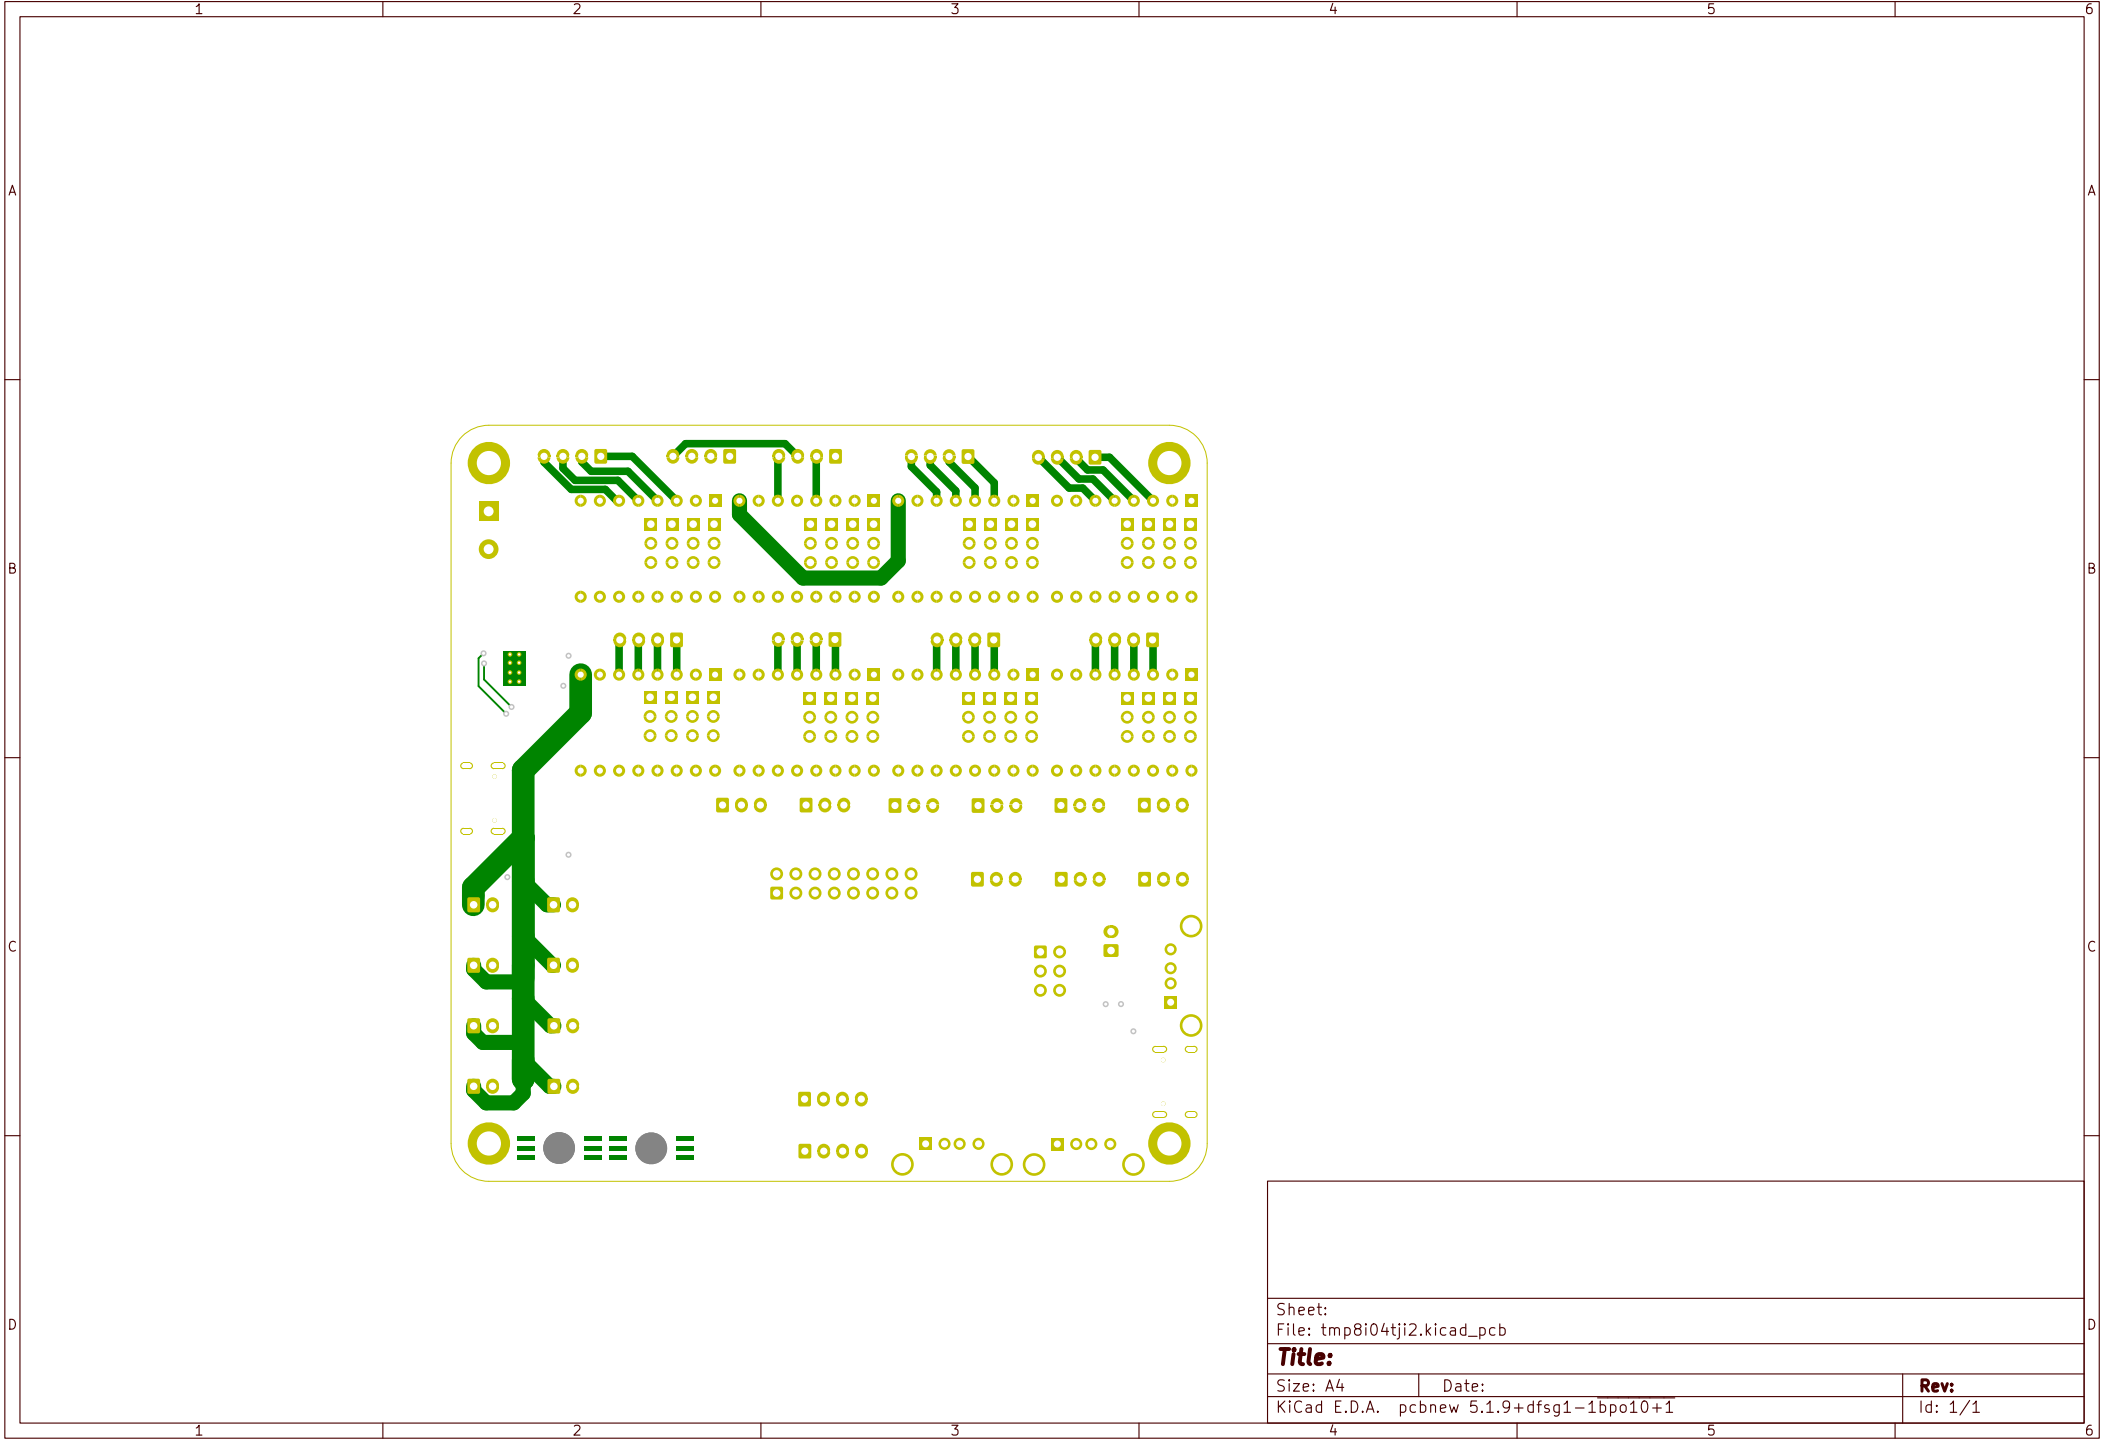 1 2 3 4 5 6
A A
B B
C C
D D
Sheet:
File: tmp8i04tji2.kicad_pcb
Title:
Size: A4 Date: Rev:
KiCad E.D.A. pcbnew 5.1.9+dfsg1-1bpo10+1 Id: 1/1
1 2 3 4 5 6